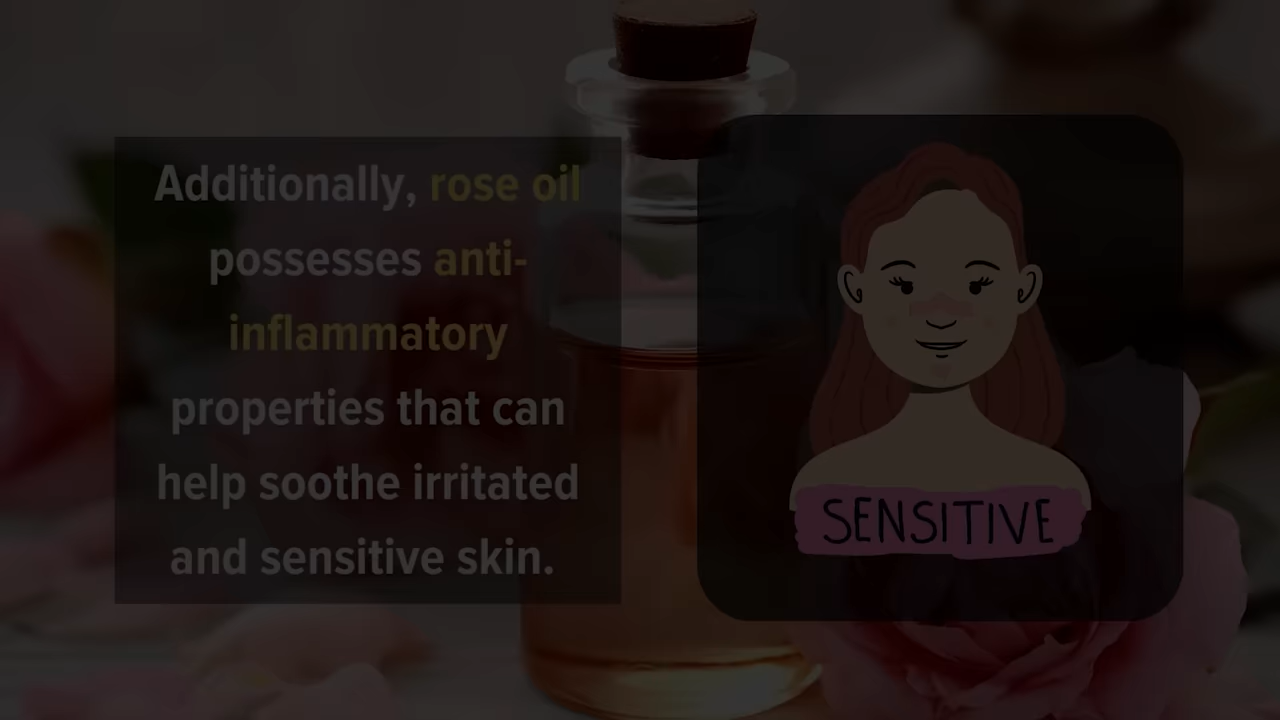 Additionally, rose oil
possesses anti-
inflammatory
properties that can
help soothe irritated
and sensitive skin.
SENSITIVE